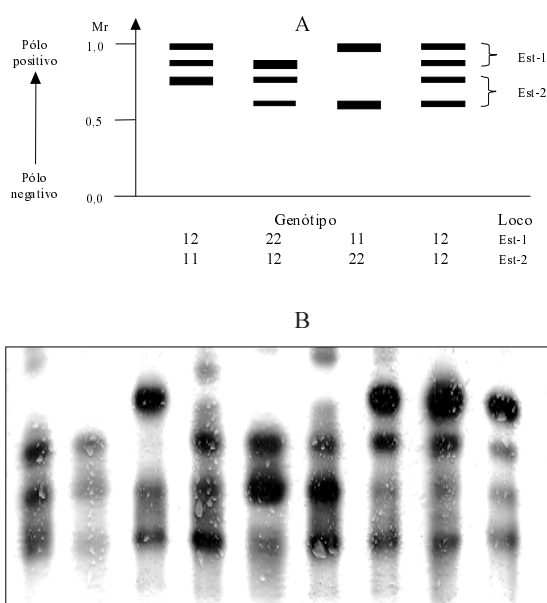 A
Mr
Pólo
positivo
1,0
Est-1
Est-2
0,5
Pólo
negativo
0,0
Genótipo Loco
12 22 11 12 Est-1
11 12 22 12 Est-2
B